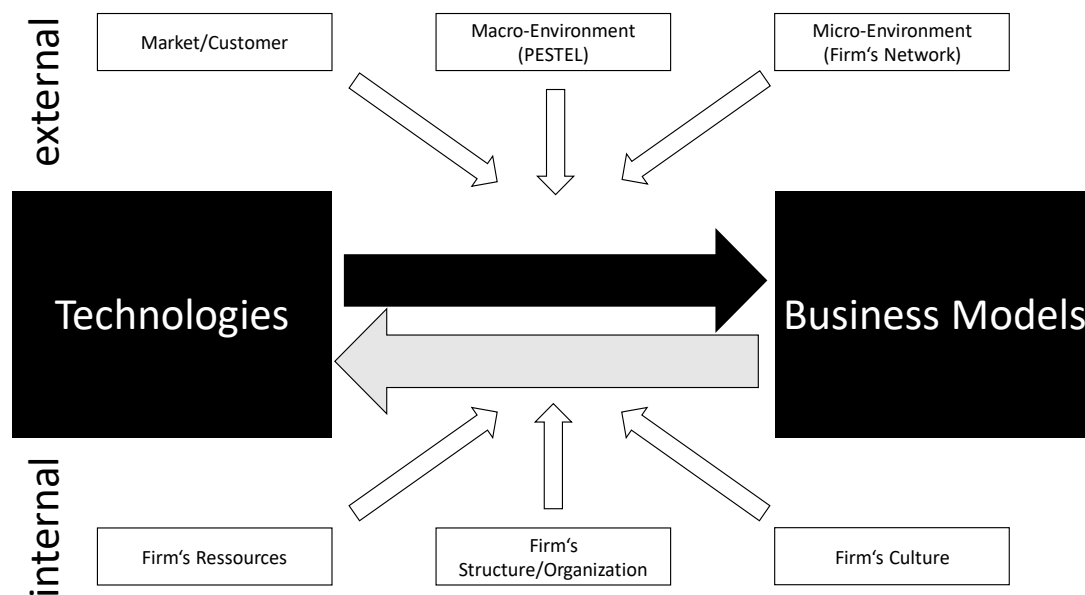 external
Market/Customer
Macro-Environment
(PESTEL)
Micro-Environment
(Firm‘s Network)
Technologies
Business Models
internal
Firm‘s Ressources
Firm‘s
Structure/Organization
Firm‘s Culture